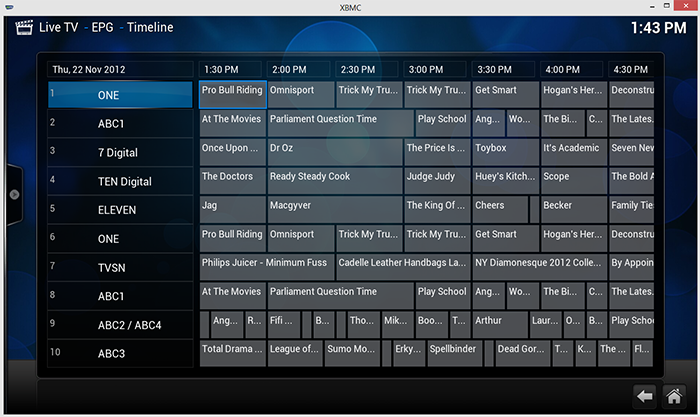 XBMC
Live TV - EPG - Timeline 1:43 PM
Thu, 22 Nov 2012 1:30 PM 2:00 PM 2:30 PM 3:00 PM 3:30 PM 4:00 PM 4:30 PM
1 ONE Pro Bull Riding Omnisport Trick My Tru... Trick My Tru... Get Smart Hogan's Her... Deconstru
2 ABC1 At The Movies Parliament Question Time Play School Ang... Wo... The Bi... C... The Lates.
3 7 Digital Once Upon ... Dr Oz The Price Is ... Toybox It's Academic Seven New
4 TEN Digital The Doctors Ready Steady Cook Judge Judy Huey's Kitch... Scope The Bold A
5 ELEVEN Jag Macgyver The King Of ... Cheers Becker Family Ties
6 ONE Pro Bull Riding Omnisport Trick My Tru... Trick My Tru... Get Smart Hogan's Her... Deconstru
7 TVSN Philips Juicer - Minimum Fuss Cadelle Leather Handbags La... NY Diamonesque 2012 Colle... By Appoin
8 ABC1 At The Movies Parliament Question Time Play School Ang... Wo... The Bi... C... The Lates.
9 ABC2 / ABC4 Ang... R... Fifi ... B... Tho... Mik... Boo... T... Arthur Laur... O... B... Play Schoo
10 ABC3 Total Drama ... League of... Sumo Mo... Erky... Spellbinder Dead Gor... T... K... The ... Fl...